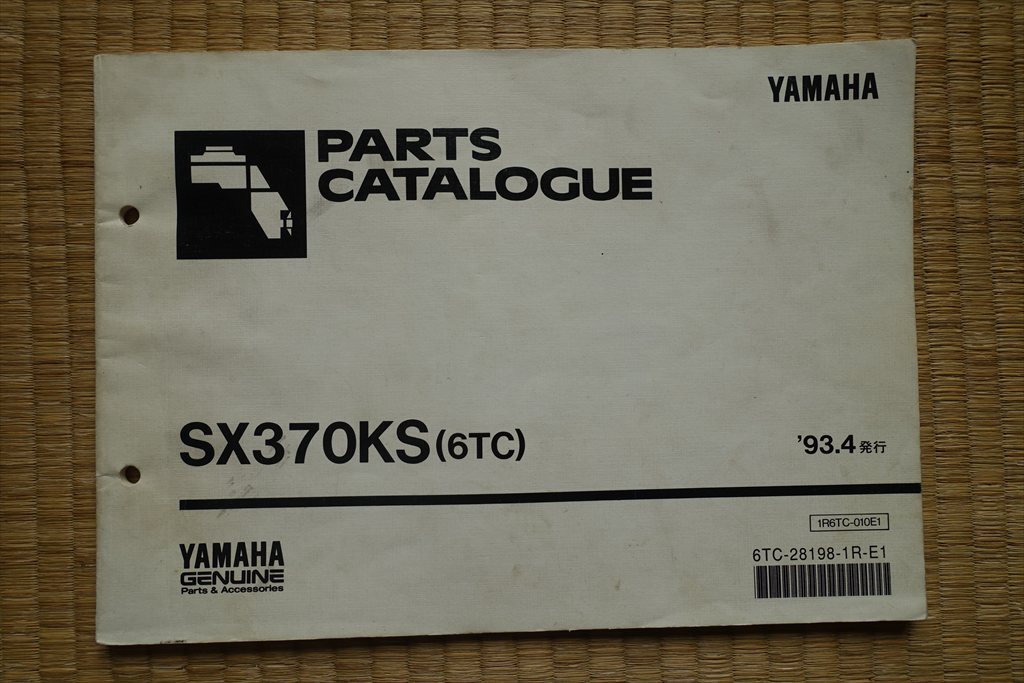 YAMAHA
PARTS
CATALOGUE
SX370KS (6TC)
'93.4 発行
1R6TC-010E1
6TC-28198-1R-E1
YAMAHA
GENUINE
Parts & Accessories